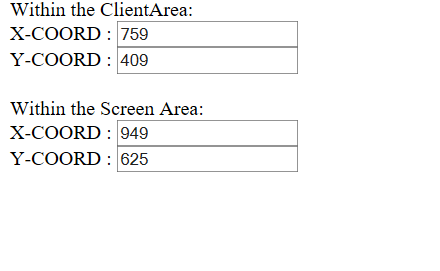 Within the ClientArea:
X-COORD : 759
Y-COORD : 409
Within the Screen Area:
X-COORD : 949
Y-COORD : 625